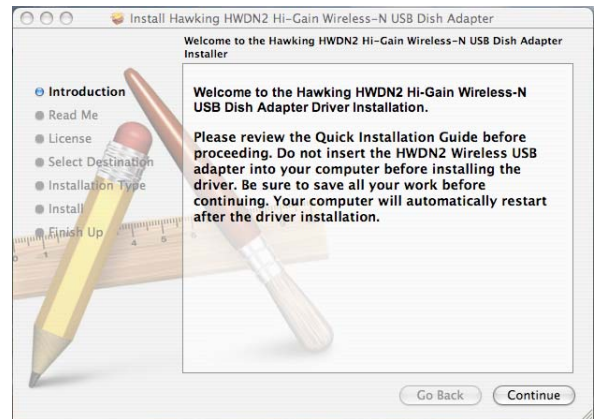 Install Hawking HWDN2 Hi-Gain Wireless-N USB Dish Adapter
Welcome to the Hawking HWDN2 Hi-Gain Wireless-N USB Dish Adapter
Installer
Introduction
Read Me
License
Select Destination
Installation Type
Install
Finish Up
Welcome to the Hawking HWDN2 Hi-Gain Wireless-N
USB Dish Adapter Driver Installation.
Please review the Quick Installation Guide before
proceeding. Do not insert the HWDN2 Wireless USB
adapter into your computer before installing the
driver. Be sure to save all your work before
continuing. Your computer will automatically restart
after the driver installation.
Go Back
Continue